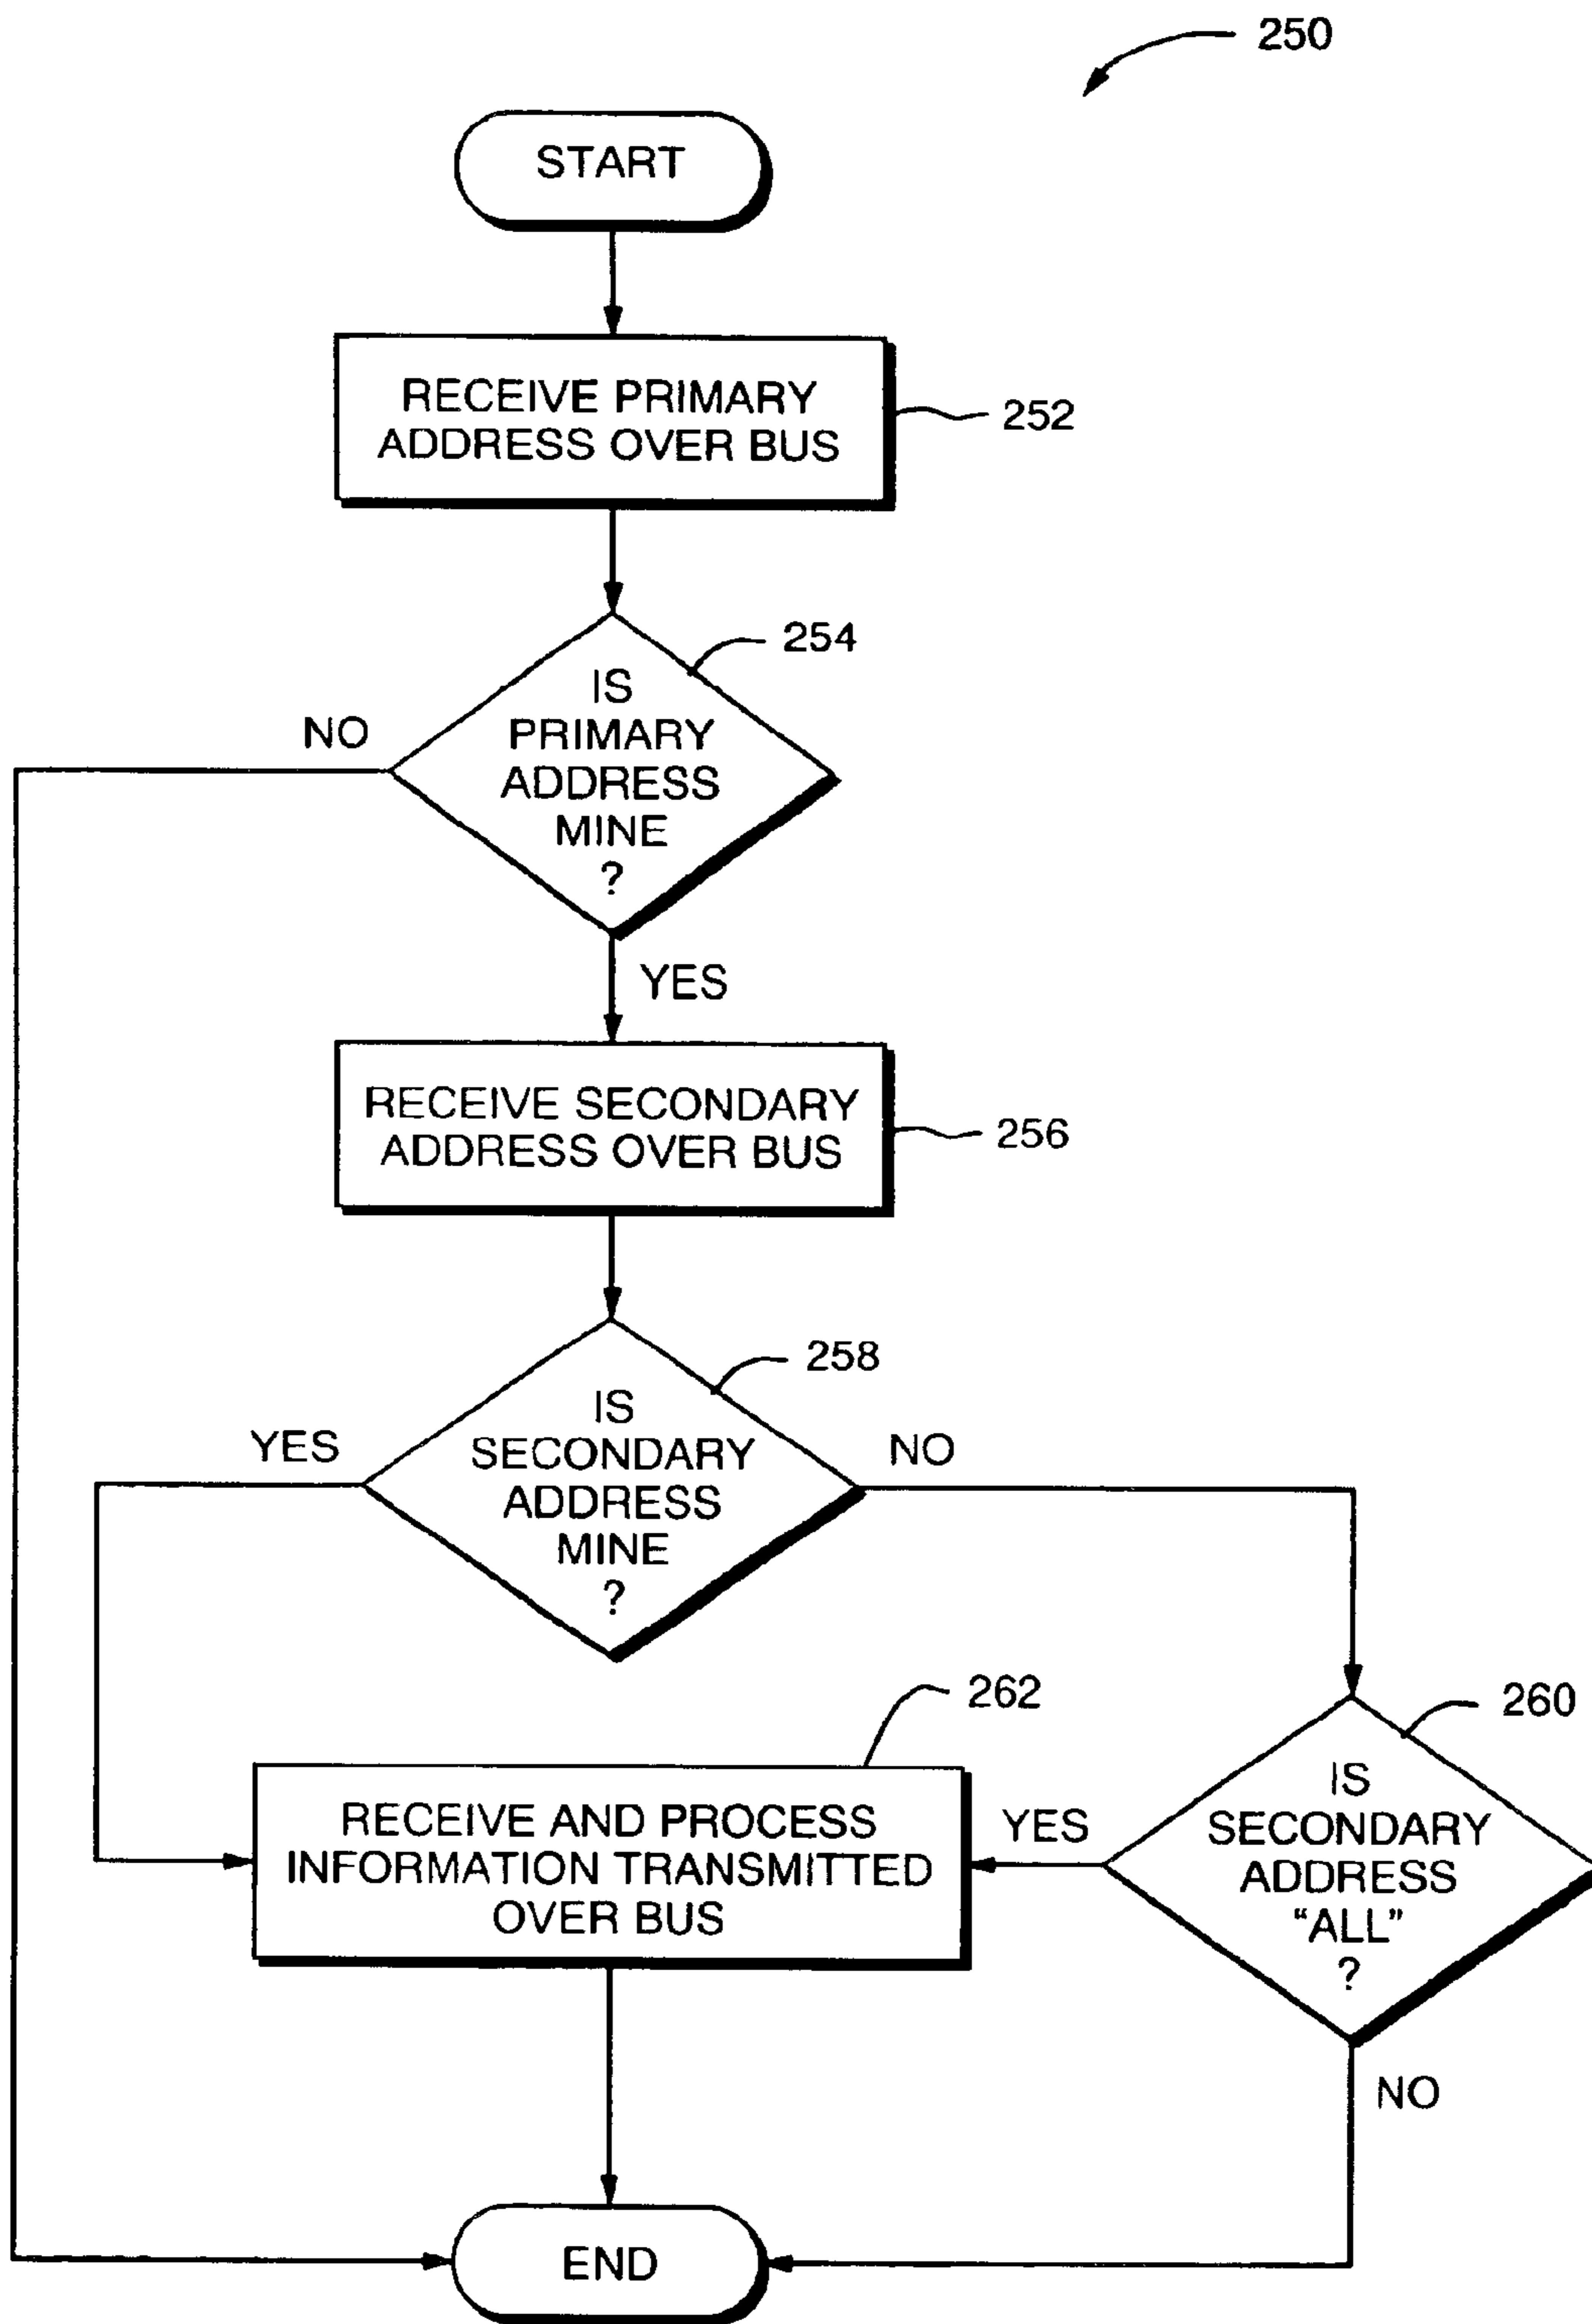 250
START
RECEIVE PRIMARY
ADDRESS OVER BUS
252
254
IS
PRIMARY
ADDRESS
MINE
?
NO
YES
RECEIVE SECONDARY
ADDRESS OVER BUS
256
258
IS
SECONDARY
ADDRESS
MINE
?
YES
NO
262
260
RECEIVE AND PROCESS
INFORMATION TRANSMITTED
OVER BUS
YES
IS
SECONDARY
ADDRESS
“ALL”
?
NO
END